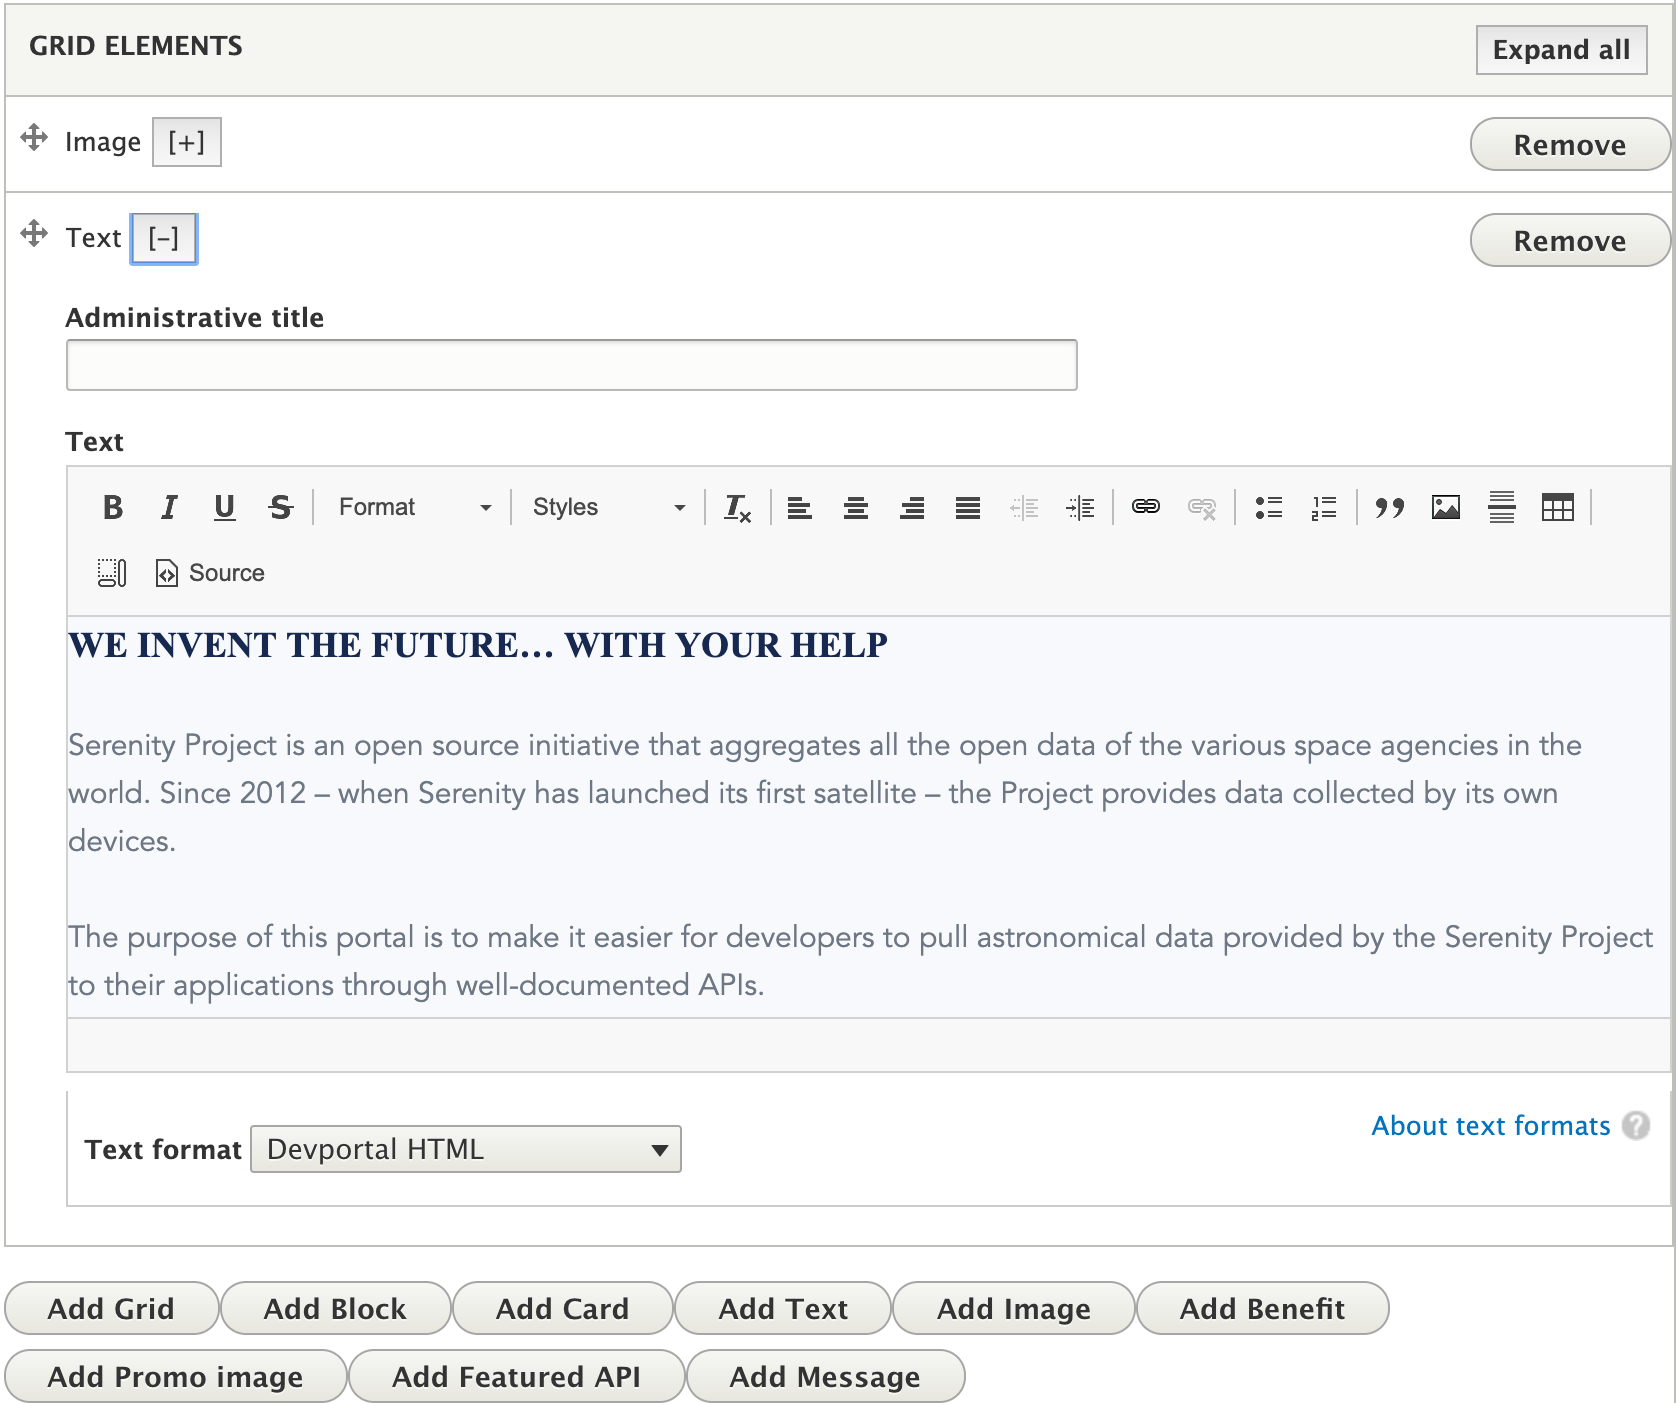 GRID ELEMENTS Expand all
Image [+] Remove
Text [–] Remove
Administrative title
Text
B I U S Format Styles Tx
Source
WE INVENT THE FUTURE... WITH YOUR HELP
Serenity Project is an open source initiative that aggregates all the open data of the various space agencies in the
world. Since 2012 – when Serenity has launched its first satellite – the Project provides data collected by its own
devices.
The purpose of this portal is to make it easier for developers to pull astronomical data provided by the Serenity Project
to their applications through well-documented APIs.
About text formats ?
Text format Devportal HTML
Add Grid Add Block Add Card Add Text Add Image Add Benefit
Add Promo image Add Featured API Add Message